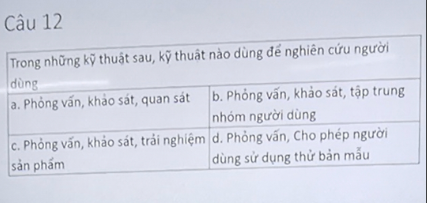 Câu 12
Trong những kỹ thuật sau, kỹ thuật nào dùng để nghiên cứu người
dùng
a. Phỏng vấn, khảo sát, quan sát
b. Phỏng vấn, khảo sát, tập trung
nhóm người dùng
c. Phỏng vấn, khảo sát, trải nghiệm
sản phẩm
d. Phỏng vấn, Cho phép người
dùng sử dụng thử bản mẫu